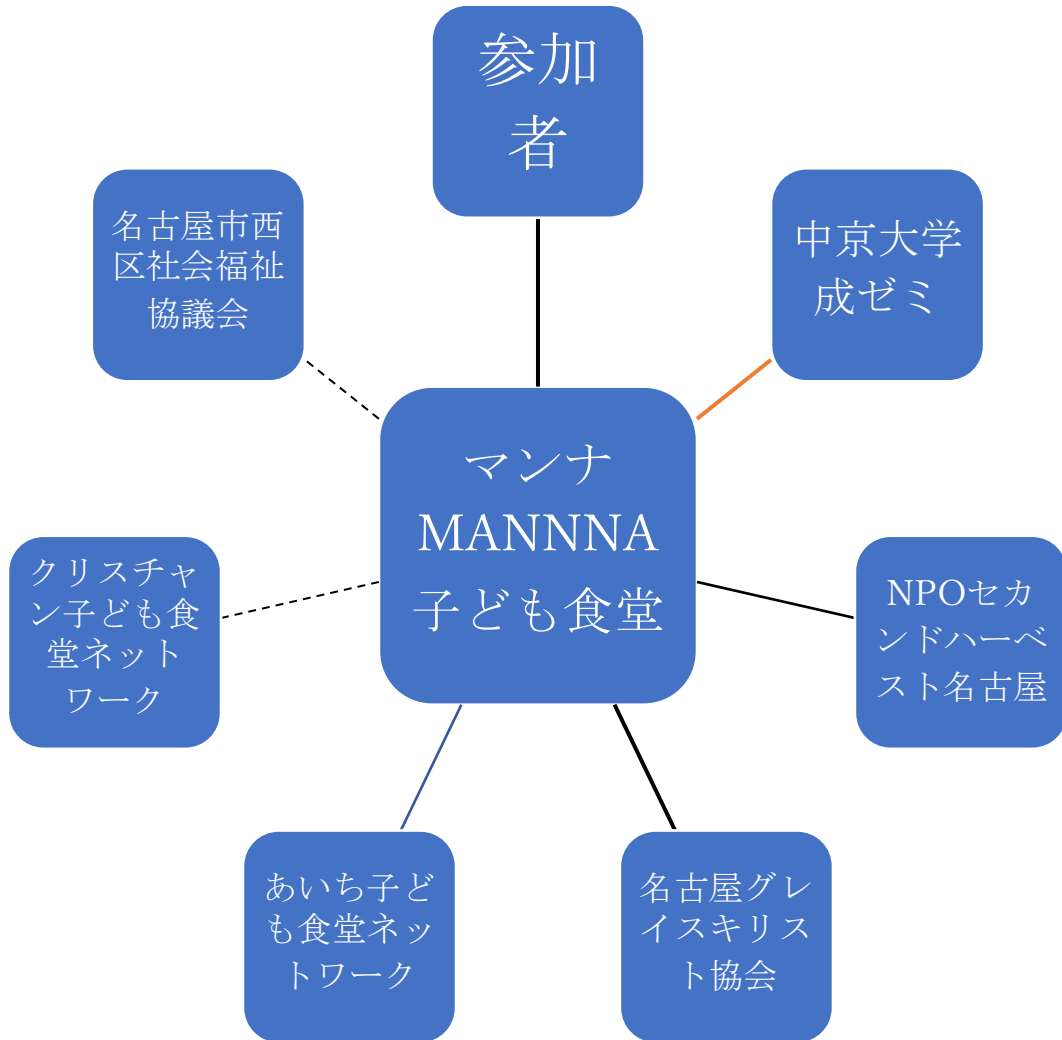 参加
者
名古屋市西
区社会福祉
協議会
中京大学
成ゼミ
マンナ
MANNNA
子ども食堂
クリスチャ
ン子ども食
堂ネット
ワーク
NPOセカ
ンドハーベ
スト名古屋
あいち子ど
も食堂ネッ
トワーク
名古屋グレ
イスキリス
ト協会